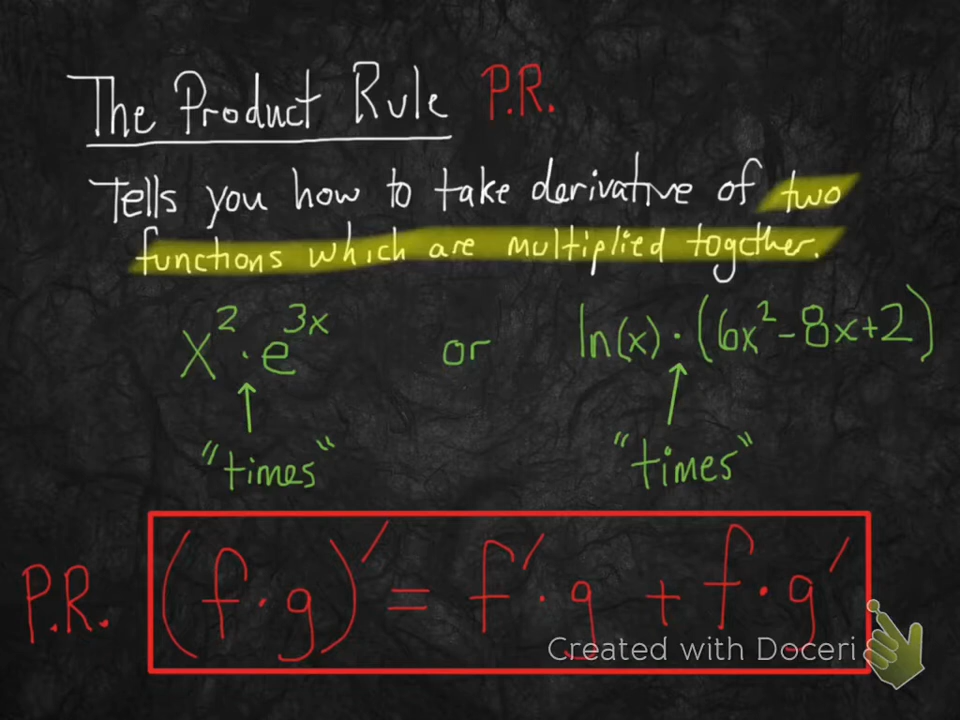 The Product Rule P.R.
Tells you how to take derivative of two
functions which are multiplied together.
x² · e³ˣ or ln(x) · (6x² - 8x + 2)
"times" "times"
P.R. (f · g)′ = f′ · g + f · g′
Created with Doceri